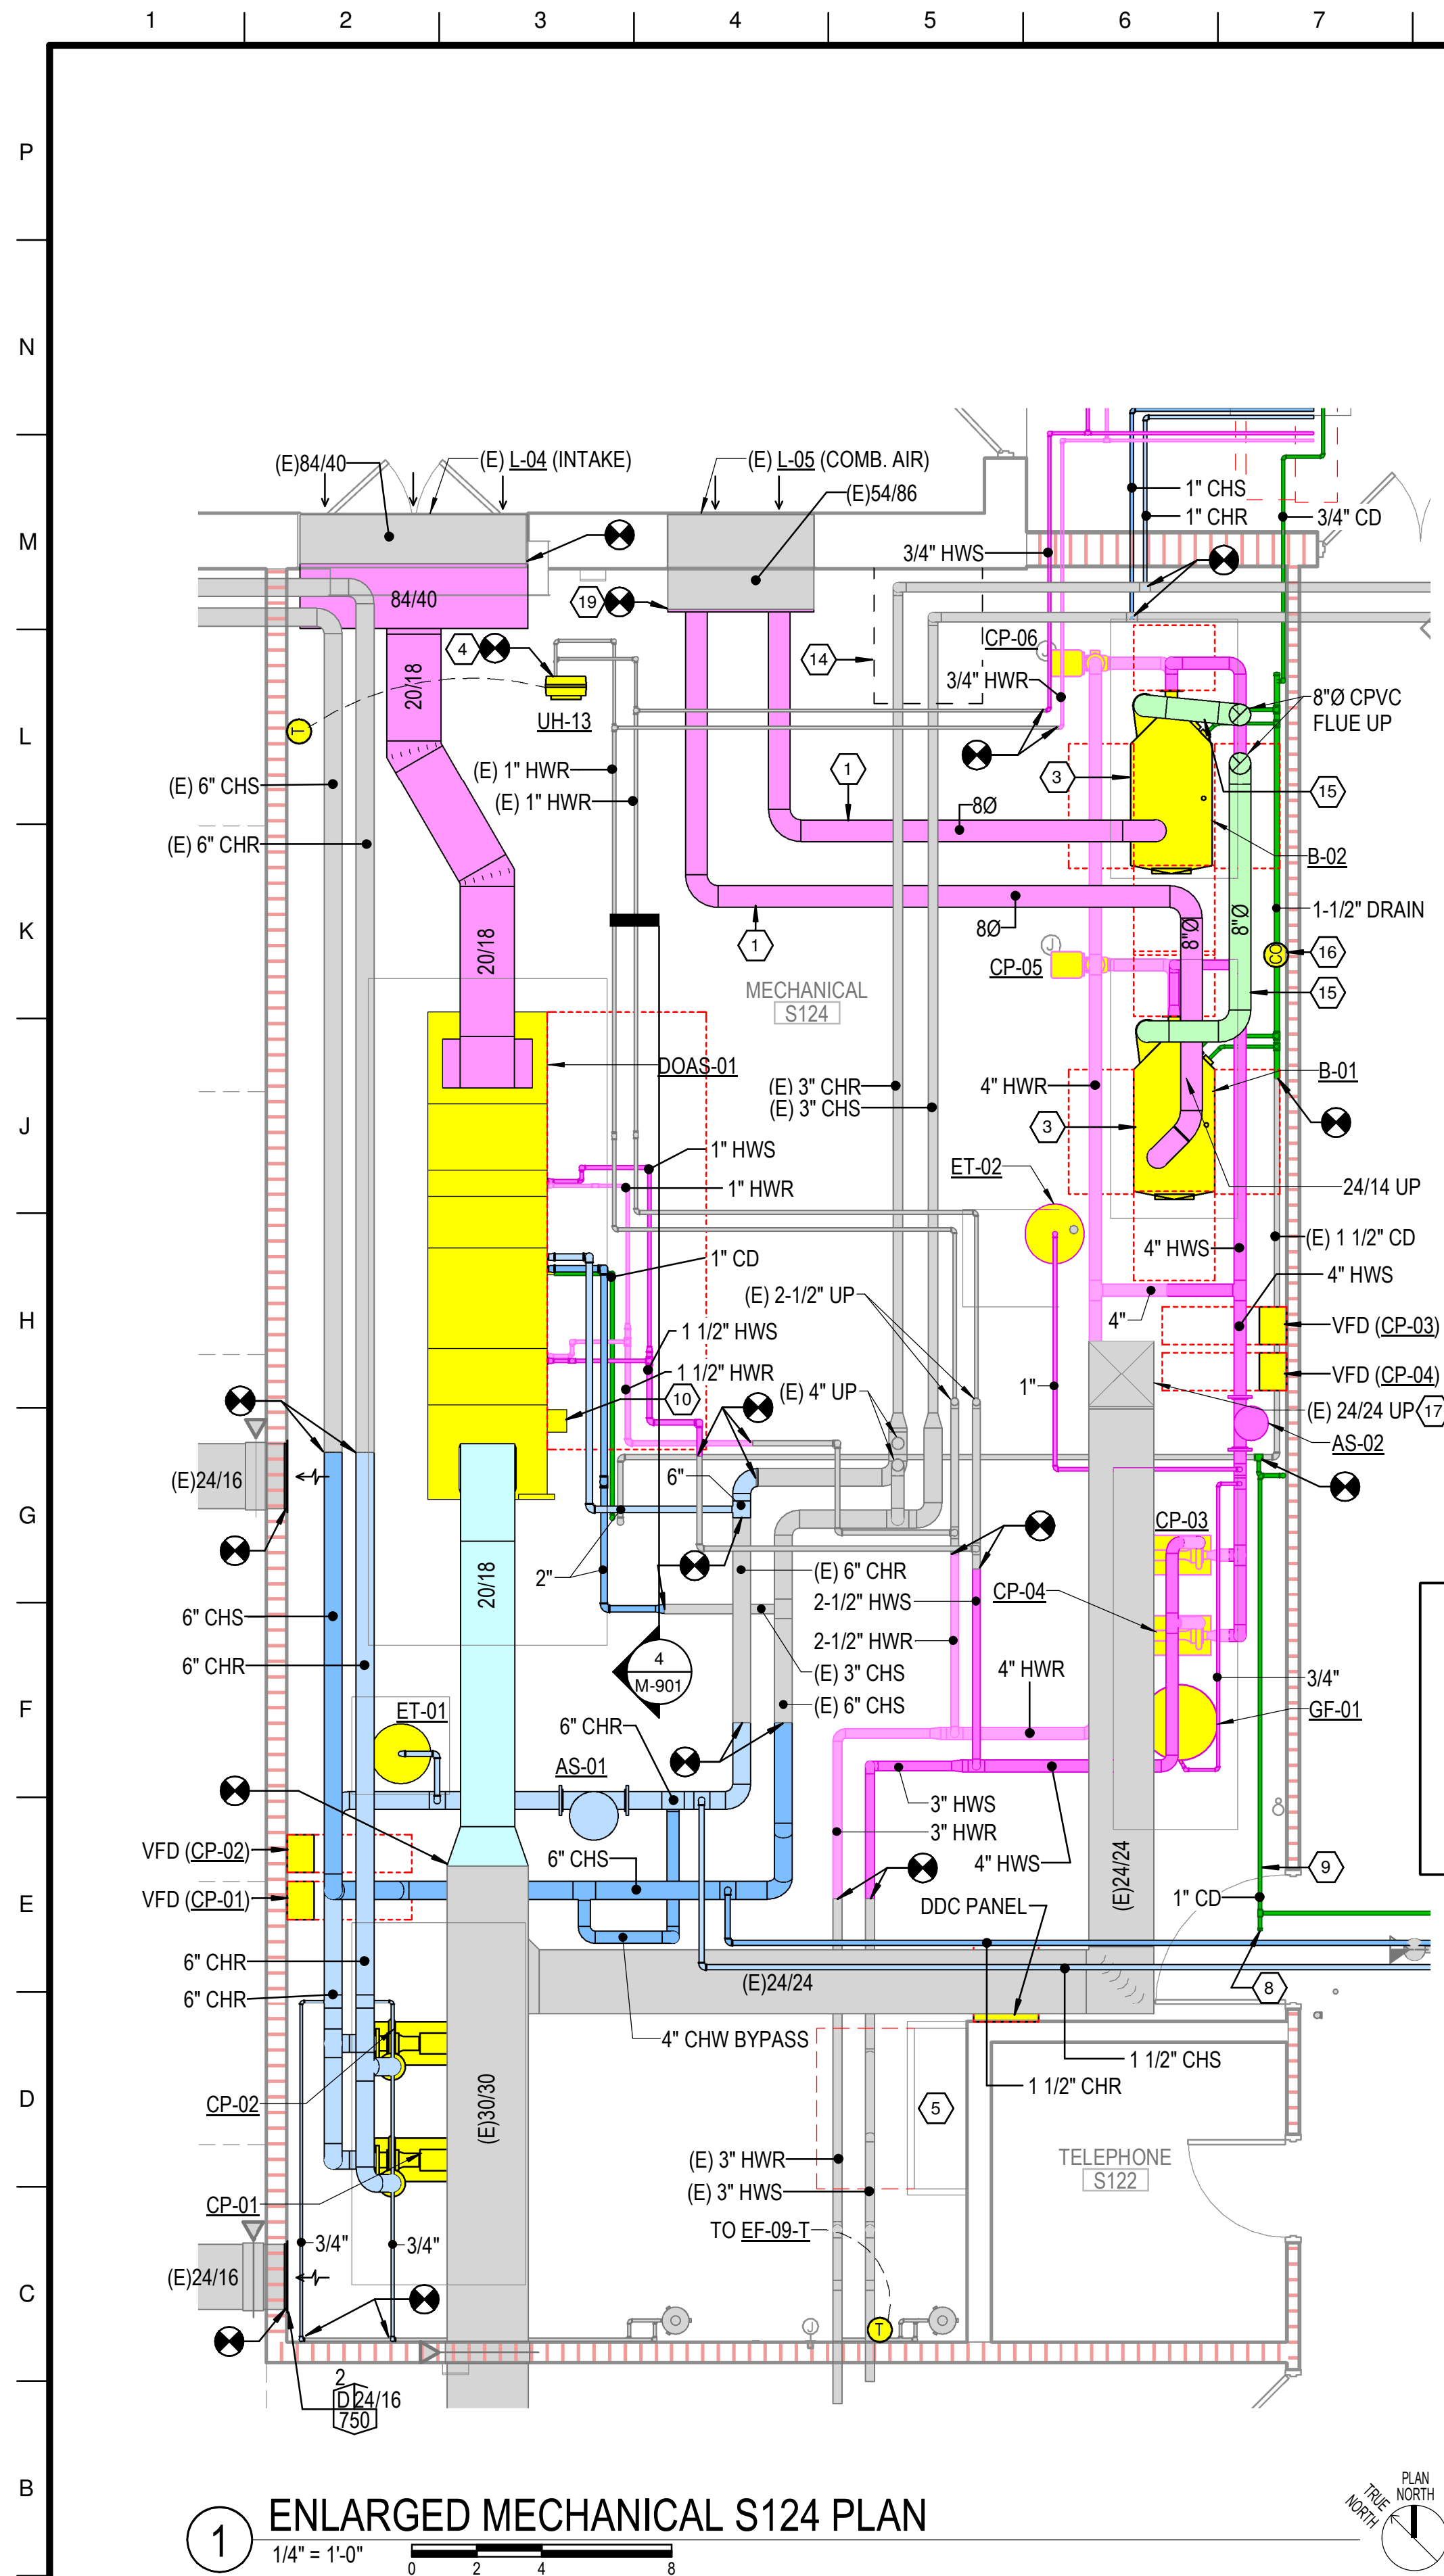 1 2 3 4 5 6 7
P
N
M
L
K
J
H
G
F
E
D
C
B
(E)84/40
(E) L-04 (INTAKE)
(E) L-05 (COMB. AIR)
(E)54/86
1" CHS
1" CHR
3/4" CD
3/4" HWS
84/40
19
4
14
CP-06
J
3/4" HWR
20/18
UH-13
T
8"Ø CPVC
FLUE UP
(E) 6" CHS
(E) 1" HWR
(E) 1" HWR
1
3
15
8Ø
(E) 6" CHR
B-02
20/18
1
8Ø
8"Ø
8"Ø
1-1/2" DRAIN
CO
16
J
CP-05
15
MECHANICAL
S124
DOAS-01
(E) 3" CHR
(E) 3" CHS
4" HWR
B-01
3
1" HWS
1" HWR
ET-02
24/14 UP
4" HWS
(E) 1 1/2" CD
1" CD
(E) 2-1/2" UP
4" HWS
4"
1 1/2" HWS
VFD (CP-03)
1 1/2" HWR
10
(E) 4" UP
1"
VFD (CP-04)
(E) 24/24 UP
17
AS-02
(E)24/16
6"
CP-03
2"
20/18
(E) 6" CHR
CP-04
6" CHS
2-1/2" HWS
2-1/2" HWR
4
M-901
6" CHR
(E) 3" CHS
4" HWR
3/4"
(E) 6" CHS
GF-01
ET-01
6" CHR
AS-01
3" HWS
3" HWR
4" HWS
VFD (CP-02)
6" CHS
(E)24/24
9
VFD (CP-01)
1" CD
DDC PANEL
6" CHR
(E)24/24
8
6" CHR
4" CHW BYPASS
1 1/2" CHS
1 1/2" CHR
CP-02
(E)30/30
5
TELEPHONE
S122
(E) 3" HWR
(E) 3" HWS
CP-01
TO EF-09-T
3/4"
3/4"
(E)24/16
J
T
2
D 24/16
750
1
ENLARGED MECHANICAL S124 PLAN
1/4" = 1'-0"
0 2 4 8
PLAN
NORTH
TRUE
NORTH